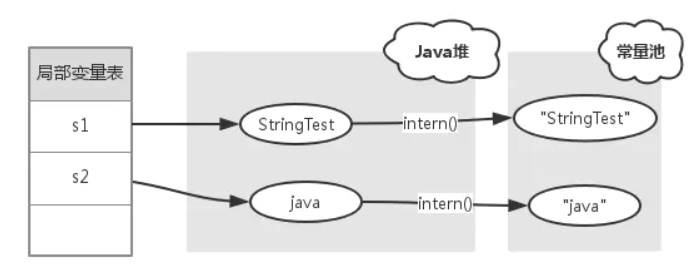 Java堆
常量池
局部变量表
s1
StringTest
intern()
"StringTest"
s2
java
intern()
"java"